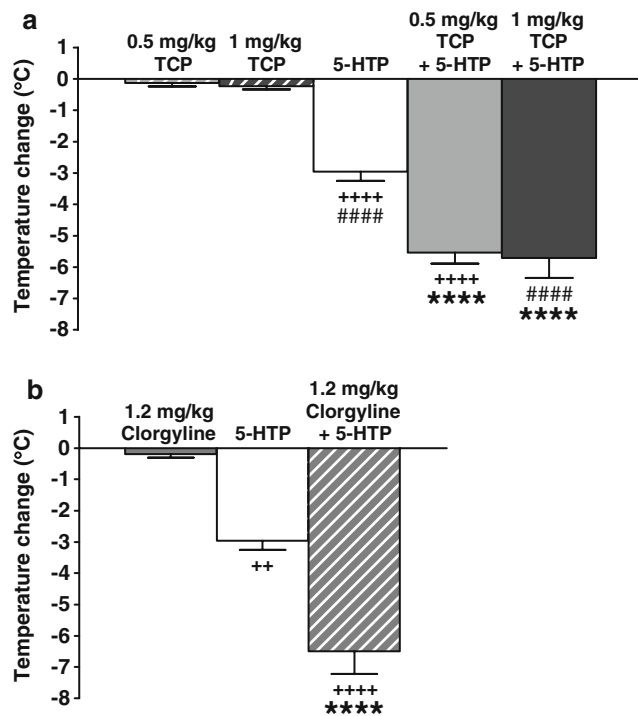 a
0.5 mg/kg TCP
1 mg/kg TCP
5-HTP
0.5 mg/kg TCP + 5-HTP
1 mg/kg TCP + 5-HTP
Temperature change (°C)
1
0
-1
-2
-3
-4
-5
-6
-7
-8
++++
####
++++
****
####
****
b
1.2 mg/kg Clorgyline
5-HTP
1.2 mg/kg Clorgyline + 5-HTP
Temperature change (°C)
1
0
-1
-2
-3
-4
-5
-6
-7
-8
++
++++
****